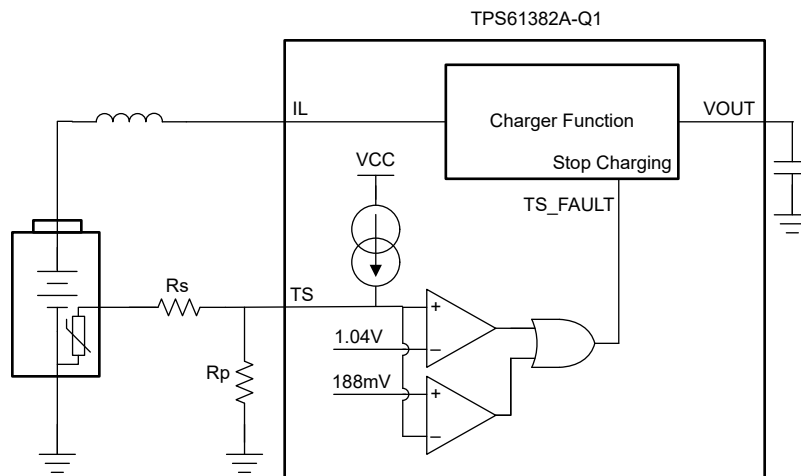 TPS61382A-Q1
IL
Charger Function
VOUT
Stop Charging
VCC
TS_FAULT
Rs
TS
+
1.04V
−
Rp
188mV
+
−